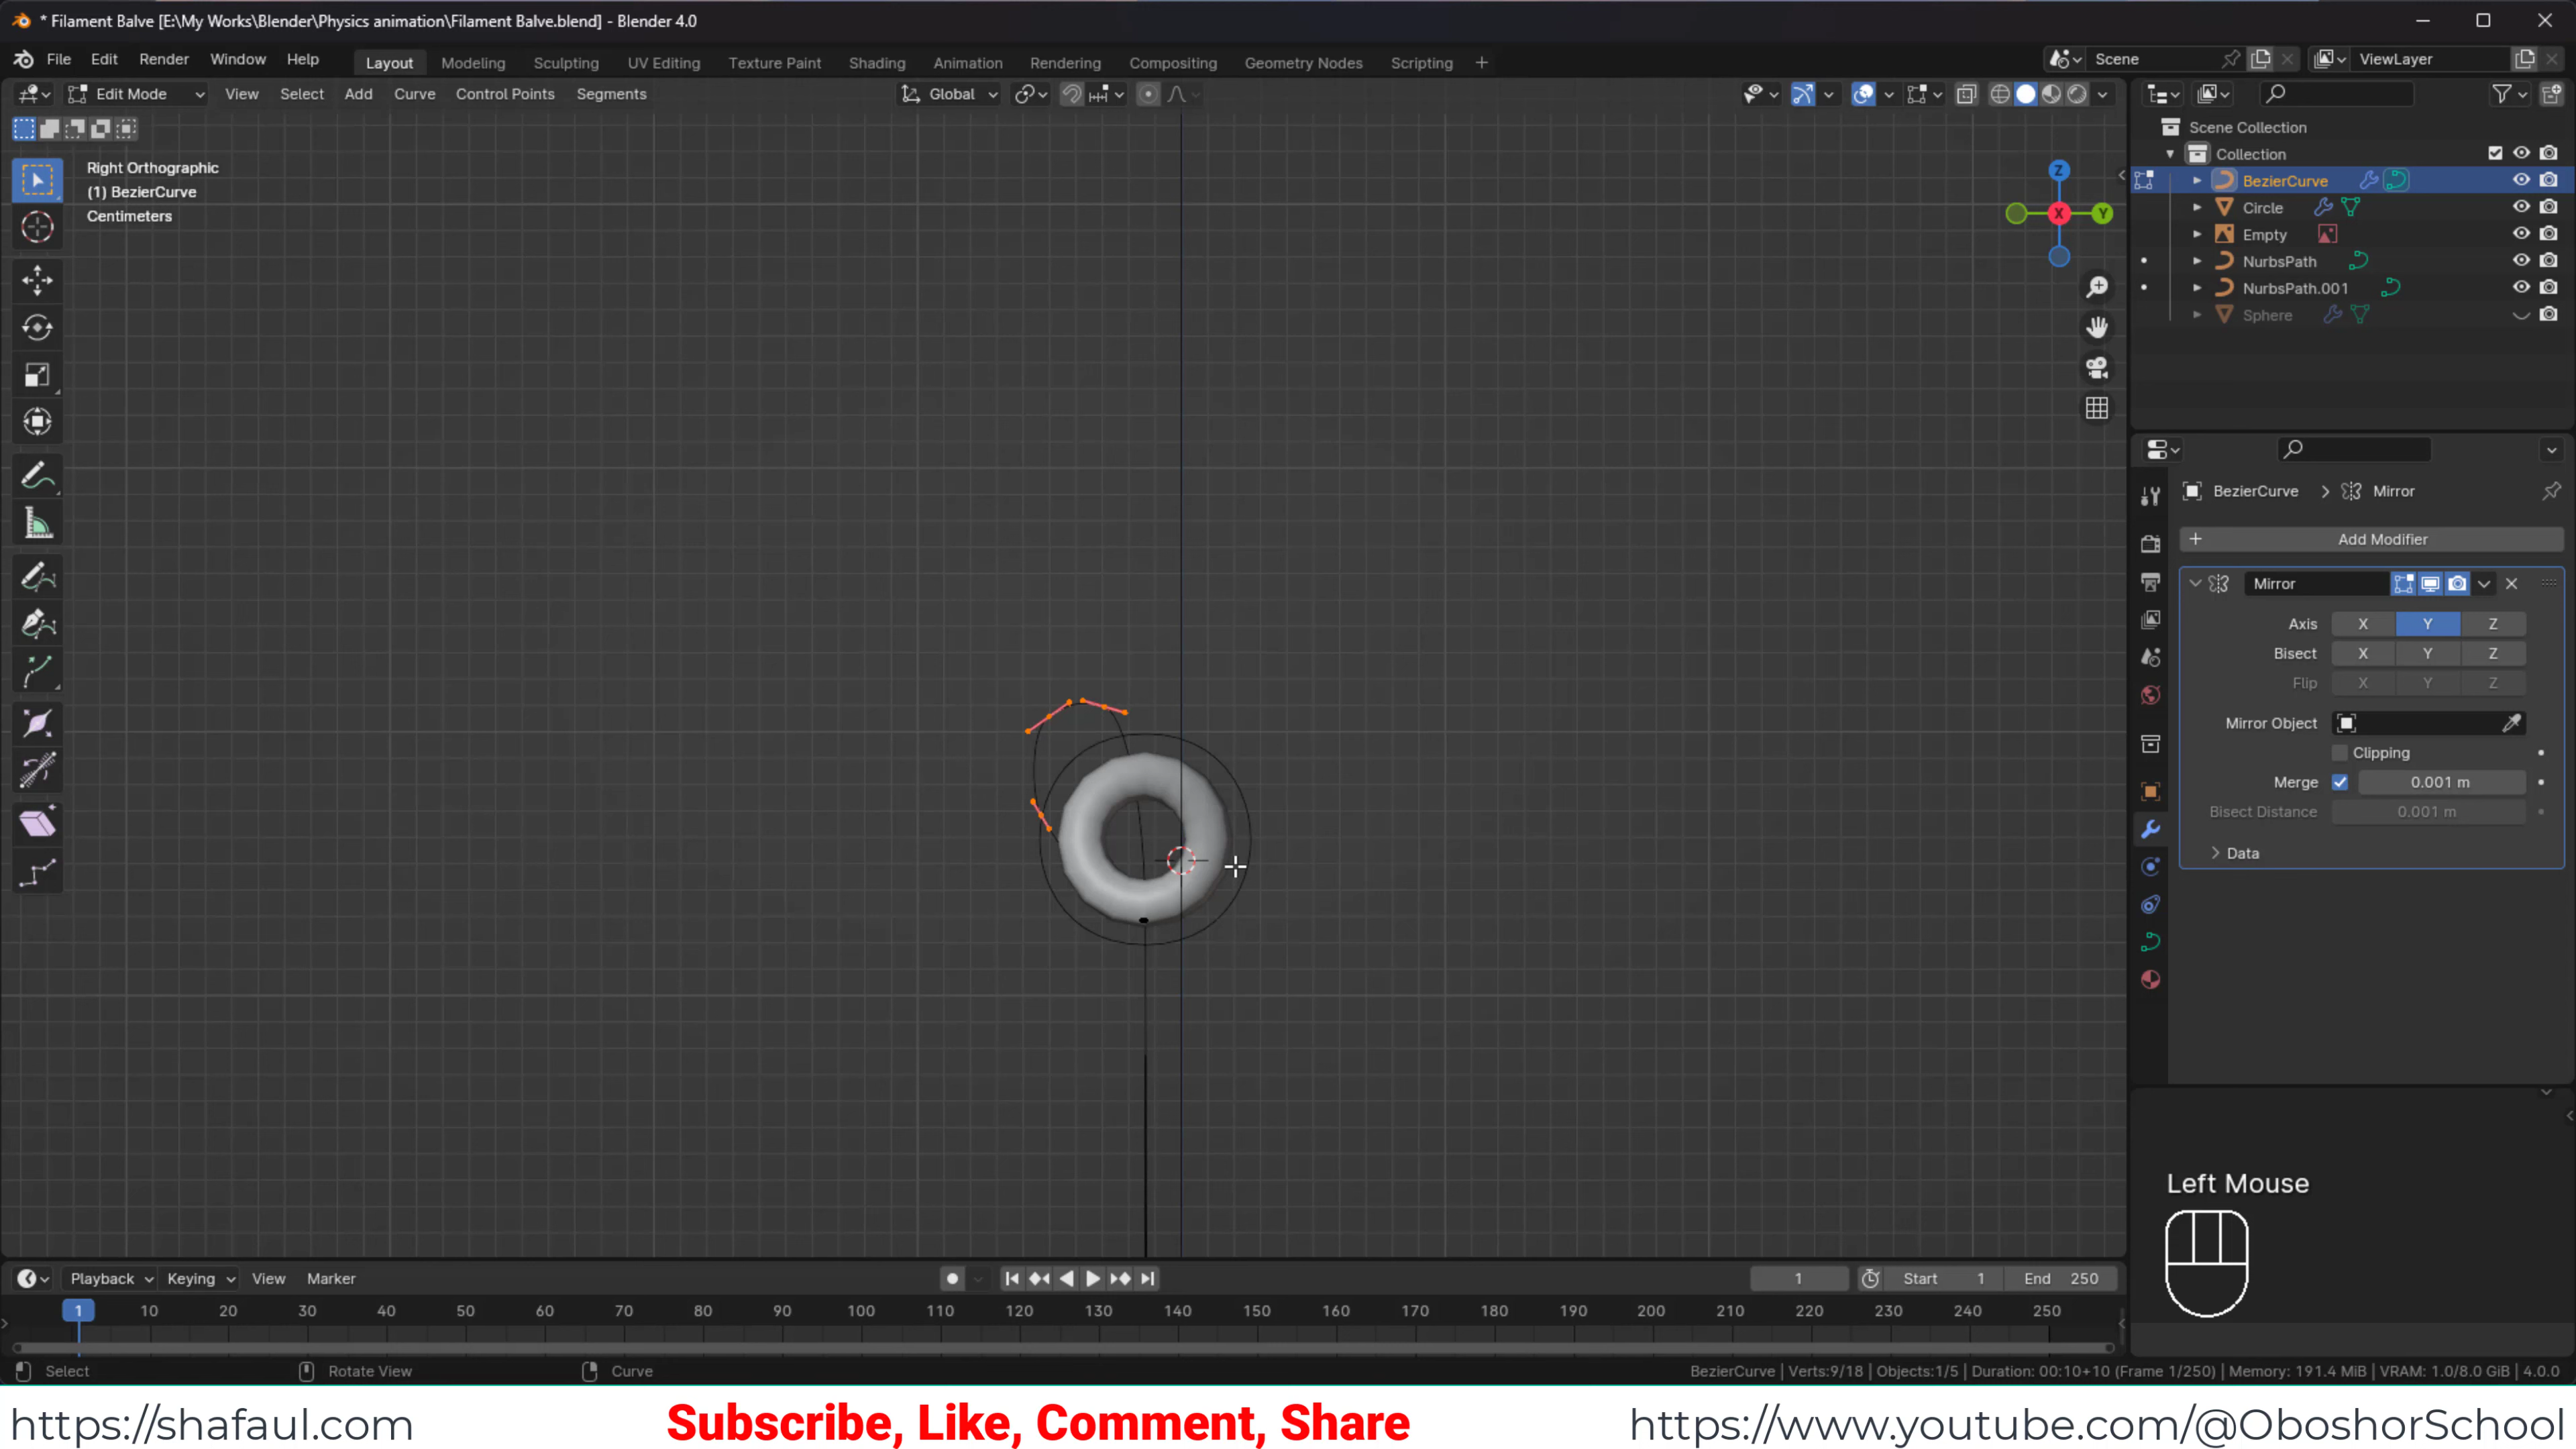 * Filament Balve [E:\My Works\Blender\Physics animation\Filament Balve.blend] - Blender 4.0
File Edit Render Window Help Layout Modeling Sculpting UV Editing Texture Paint Shading Animation Rendering Compositing Geometry Nodes Scripting + Scene ViewLayer
Edit Mode View Select Add Curve Control Points Segments Global
Right Orthographic
(1) BezierCurve
Centimeters
Z
X
Y
Scene Collection
Collection
BezierCurve
Circle
Empty
NurbsPath
NurbsPath.001
Sphere
BezierCurve > Mirror
+ Add Modifier
Mirror
Axis X Y Z
Bisect X Y Z
Flip X Y Z
Mirror Object
Clipping
Merge 0.001 m
Bisect Distance 0.001 m
Data
Left Mouse
Playback Keying View Marker 1 Start 1 End 250
1 10 20 30 40 50 60 70 80 90 100 110 120 130 140 150 160 170 180 190 200 210 220 230 240 250
Select Rotate View Curve BezierCurve | Verts:9/18 | Objects:1/5 | Duration: 00:10+10 (Frame 1/250) | Memory: 191.4 MiB | VRAM: 1.0/8.0 GiB | 4.0.0
https://shafaul.com Subscribe, Like, Comment, Share https://www.youtube.com/@OboshorSchool